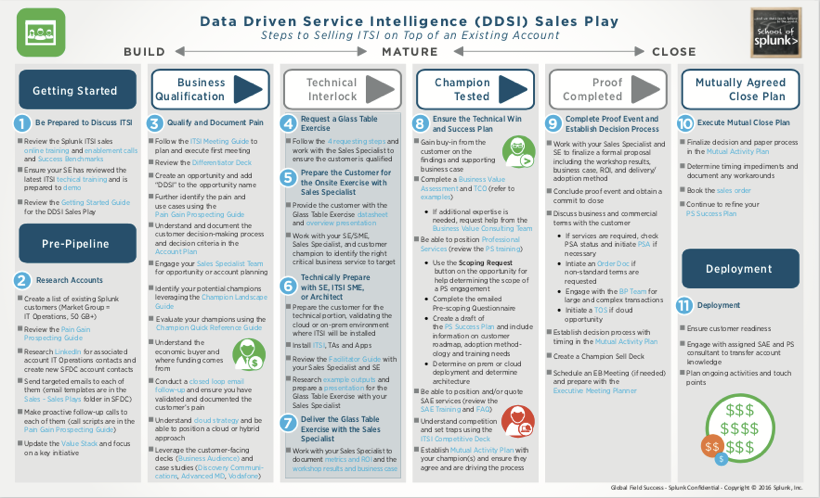 Data Driven Service Intelligence (DDSI) Sales Play
Steps to Selling ITSI on Top of an Existing Account
BUILD
MATURE
CLOSE
School of
splunk>
Getting Started
1 Be Prepared to Discuss ITSI
Review the Splunk ITSI sales
online training and enablement calls
and Success Benchmarks
Ensure your SE has reviewed the
latest ITSI techical training and is
prepared to demo
Review the Getting Started Guide
for the DDSI Sales Play
Pre-Pipeline
2 Research Accounts
Create a list of existing Splunk
customers (Market Group =
IT Operations, 50 GB+)
Review the Pain Gain
Prospecting Guide
Research LinkedIn for associated
account IT Operations contacts and
create new SFDC account contacts
Send targeted emails to each of
them (email templates are in the
Sales - Sales Plays folder in SFDC)
Make proactive follow-up calls to
each of them (call scripts are in the
Pain Gain Prospecting Guide)
Update the Value Stack and focus
on a key initiative
Business
Qualification
3 Qualify and Document Pain
Follow the ITSI Meeting Guide to
plan and execute first meeting
Review the Differentiator Deck
Create an opportunity and add
"DDSI" to the opportunity name
Further identify the pain and
use cases using the
Pain Gain Prospecting Guide
Understand and document the
customer decision-making process
and decision criteria in the
Account Plan
Engage your Sales Specialist Team
for opportunity or account planning
Identify your potential champions
leveraging the Champion Landscape
Guide
Evaluate your champions using the
Champion Quick Reference Guide
Understand the
economic buyer and
where funding comes
from
Conduct a closed loop email
follow-up and ensure you have
validated and documented the
customer's pain
Understand cloud strategy and be
able to position a cloud or hybrid
approach
Leverage the customer-facing
decks (Business Audience) and
case studies (Discovery Communi-
cations, Advanced MD, Vodafone)
Technical
Interlock
4 Request a Glass Table
Exercise
Follow the 4 requesting steps and
work with the Sales Specialist to
ensure the customer is qualified
5 Prepare the Customer for
the Onsite Exercise with
Sales Specialist
Provide the customer with the
Glass Table Exercise datasheet
and overview presentation
Work with your SE/SME,
Sales Specialist, and customer
champion to identify the right
critical business service to target
6 Technically Prepare
with SE, ITSI SME,
or Architect
Prepare the customer for the
technical portion, validating the
cloud or on-prem environment
where ITSI will be installed
Install ITSI, TAs and Apps
Review the Facilitator Guide with
your Sales Specialist and SE
Research example outputs and
prepare a presentation for the
Glass Table Exercise with your
Sales Specialist
7 Deliver the Glass Table
Exercise with the Sales
Specialist
Work with your Sales Specialist to
document metrics and ROI and the
workshop results and business case
Champion
Tested
8 Ensure the Technical Win
and Success Plan
Gain buy-in from the
customer on the
findings and supporting
business case
Complete a Business Value
Assessment and TCO (refer to
examples)
If additional expertise is
needed, request help from the
Business Value Consulting Team
Be able to position Professional
Services (review the PS training)
Use the Scoping Request
button on the opportunity for
help determining the scope of
a PS engagement
Complete the emailed
Pre-scoping Questionnaire
Create a draft of
the PS Success Plan and include
information on customer
roadmap, adoption method-
ology and training needs
Determine on prem or cloud
deployment and determine
architecture
Be able to position and/or quote
SAE services (review the
SAE Training and FAQ)
Understand competition
and set traps using the
ITSI Competitive Deck
Establish Mutual Activity Plan with
your champion(s) and ensure they
agree and are driving the process
Proof
Completed
9 Complete Proof Event and
Establish Decision Process
Work with your Sales Specialist and
SE to finalize a formal proposal
including the workshop results,
business case, ROI, and delivery/
adoption method
Conclude proof event and obtain a
commit to close
Discuss business and commercial
terms with the customer
If services are required, check
PSA status and initiate PSA if
necessary
Initiate an Order Doc if
non-standard terms are
requested
Engage with the BP Team for
large and complex transactions
Initiate a TOS if cloud
opportunity
Establish decision process with
timing in the Mutual Activity Plan
Create a Champion Sell Deck
Schedule an EB Meeting (if needed)
and prepare with the
Executive Meeting Planner
Mutually Agreed
Close Plan
10 Execute Mutual Close Plan
Finalize decision and paper process
in the Mutual Activity Plan
Determine timing impediments and
document any workarounds
Book the sales order
Continue to refine your
PS Success Plan
Deployment
11 Deployment
Ensure customer readiness
Engage with assigned SAE and PS
consultant to transfer account
knowledge
Plan ongoing activities and touch
points
$$$
$$$$
$$$
$$
$
Global Field Success - Splunk Confidential - Copyright © 2016 Splunk, Inc.